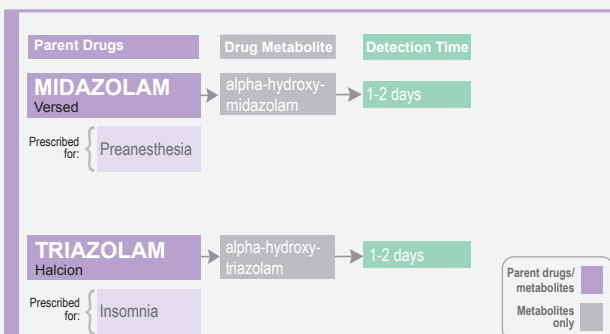 Parent Drugs
Drug Metabolite
Detection Time
MIDAZOLAM
Versed
alpha-hydroxy-
midazolam
1-2 days
Prescribed
for:
Preanesthesia
TRIAZOLAM
Halcion
alpha-hydroxy-
triazolam
1-2 days
Prescribed
for:
Insomnia
Parent drugs/
metabolites
Metabolites
only